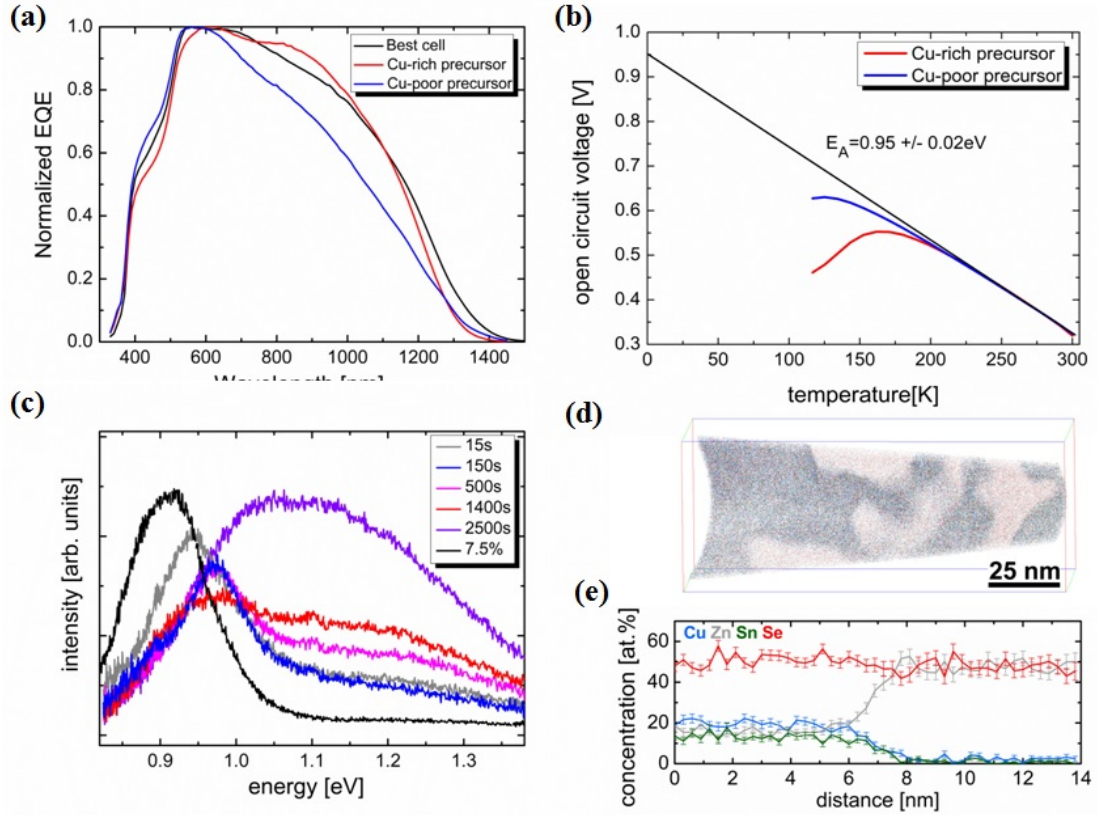 (a)
Normalized EQE
1.0
0.8
0.6
0.4
0.2
0.0
Best cell
Cu-rich precursor
Cu-poor precursor
400 600 800 1000 1200 1400
(b)
open circuit voltage [V]
1.0
0.9
0.8
0.7
0.6
0.5
0.4
0.3
Cu-rich precursor
Cu-poor precursor
EA=0.95 +/- 0.02eV
0 50 100 150 200 250 300
temperature[K]
(c)
intensity [arb. units]
15s
150s
500s
1400s
2500s
7.5%
0.9 1.0 1.1 1.2 1.3
energy [eV]
(d)
25 nm
(e)
concentration [at.%]
60
40
20
0
Cu Zn Sn Se
0 2 4 6 8 10 12 14
distance [nm]